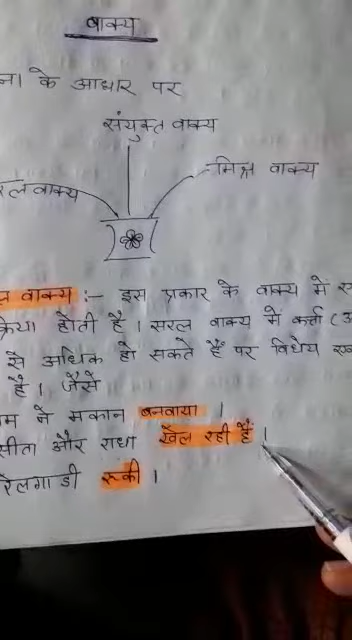 वाक्य
ना के आधार पर
संयुक्त वाक्य
रल वाक्य
मिश्र वाक्य
ल वाक्य :- इस प्रकार के वाक्य में
क्रिया होती है । सरल वाक्य में कर्ता
से अधिक हो सकते हैं पर विधेय
है । जैसे
ाम ने मकान बनवाया ।
सीता और राधा खेल रही हैं ।
रेलगाडी रुकी ।